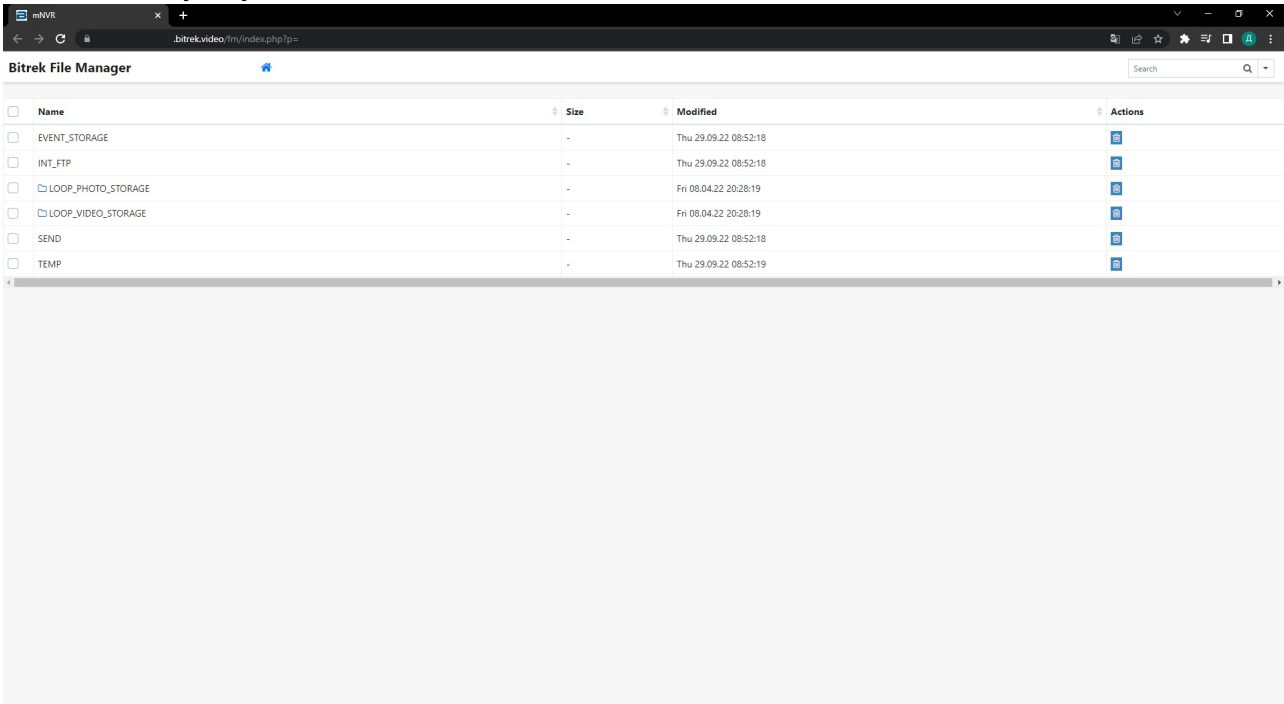 mNVR
.bitrek.video/fm/index.php?p=
Д
Bitrek File Manager
Search
Name Size Modified Actions
EVENT_STORAGE - Thu 29.09.22 08:52:18
INT_FTP - Thu 29.09.22 08:52:18
LOOP_PHOTO_STORAGE - Fri 08.04.22 20:28:19
LOOP_VIDEO_STORAGE - Fri 08.04.22 20:28:19
SEND - Thu 29.09.22 08:52:18
TEMP - Thu 29.09.22 08:52:19